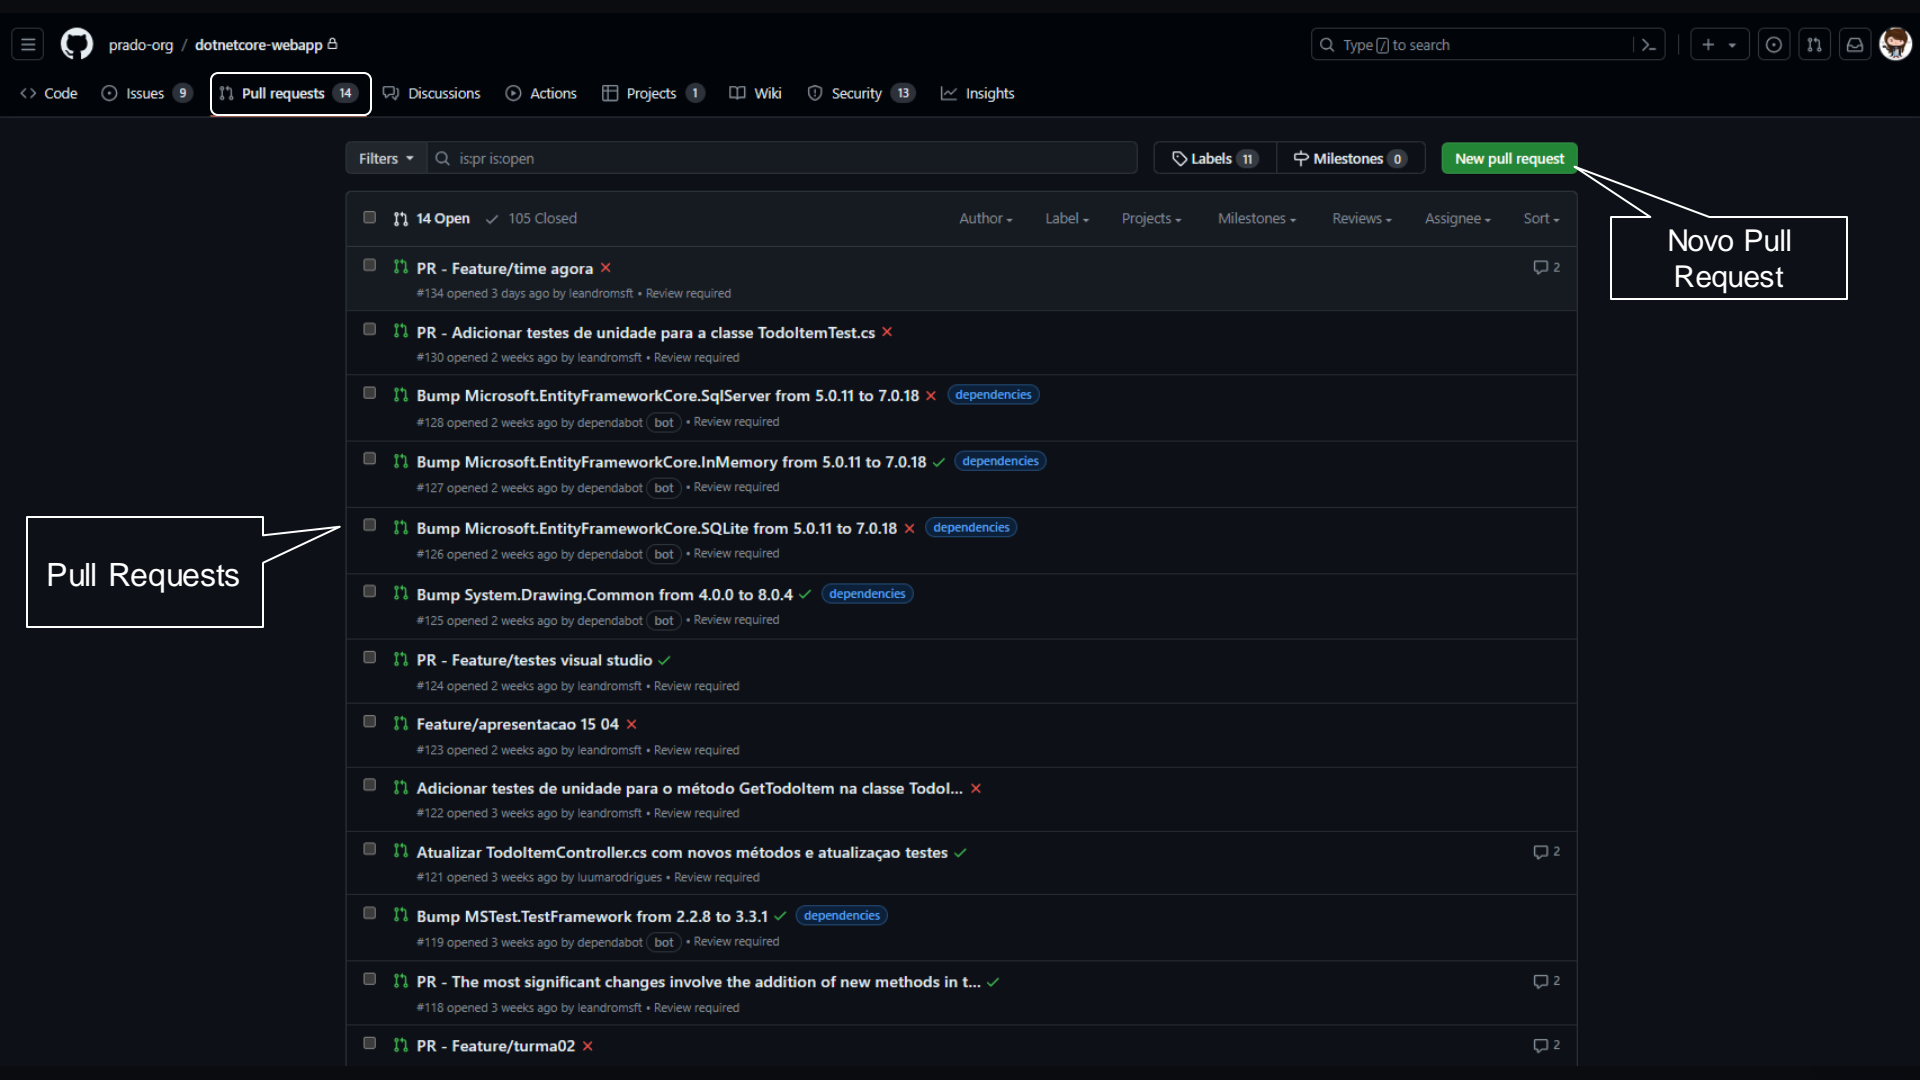 prado-org / dotnetcore-webapp
Type / to search
Code
Issues 9
Pull requests 14
Discussions
Actions
Projects 1
Wiki
Security 13
Insights
Filters
is:pr is:open
Labels 11
Milestones 0
New pull request
Novo Pull
Request
14 Open
105 Closed
Author
Label
Projects
Milestones
Reviews
Assignee
Sort
PR - Feature/time agora
2
#134 opened 3 days ago by leandromsft • Review required
PR - Adicionar testes de unidade para a classe TodoItemTest.cs
#130 opened 2 weeks ago by leandromsft • Review required
Bump Microsoft.EntityFrameworkCore.SqlServer from 5.0.11 to 7.0.18 dependencies
#128 opened 2 weeks ago by dependabot bot • Review required
Bump Microsoft.EntityFrameworkCore.InMemory from 5.0.11 to 7.0.18 dependencies
#127 opened 2 weeks ago by dependabot bot • Review required
Pull Requests
Bump Microsoft.EntityFrameworkCore.SQLite from 5.0.11 to 7.0.18 dependencies
#126 opened 2 weeks ago by dependabot bot • Review required
Bump System.Drawing.Common from 4.0.0 to 8.0.4 dependencies
#125 opened 2 weeks ago by dependabot bot • Review required
PR - Feature/testes visual studio
#124 opened 2 weeks ago by leandromsft • Review required
Feature/apresentacao 15 04
#123 opened 2 weeks ago by leandromsft • Review required
Adicionar testes de unidade para o método GetTodoItem na classe TodoI...
#122 opened 3 weeks ago by leandromsft • Review required
Atualizar TodoItemController.cs com novos métodos e atualizaçao testes
2
#121 opened 3 weeks ago by luumarodrigues • Review required
Bump MSTest.TestFramework from 2.2.8 to 3.3.1 dependencies
#119 opened 3 weeks ago by dependabot bot • Review required
PR - The most significant changes involve the addition of new methods in t...
2
#118 opened 3 weeks ago by leandromsft • Review required
PR - Feature/turma02
2